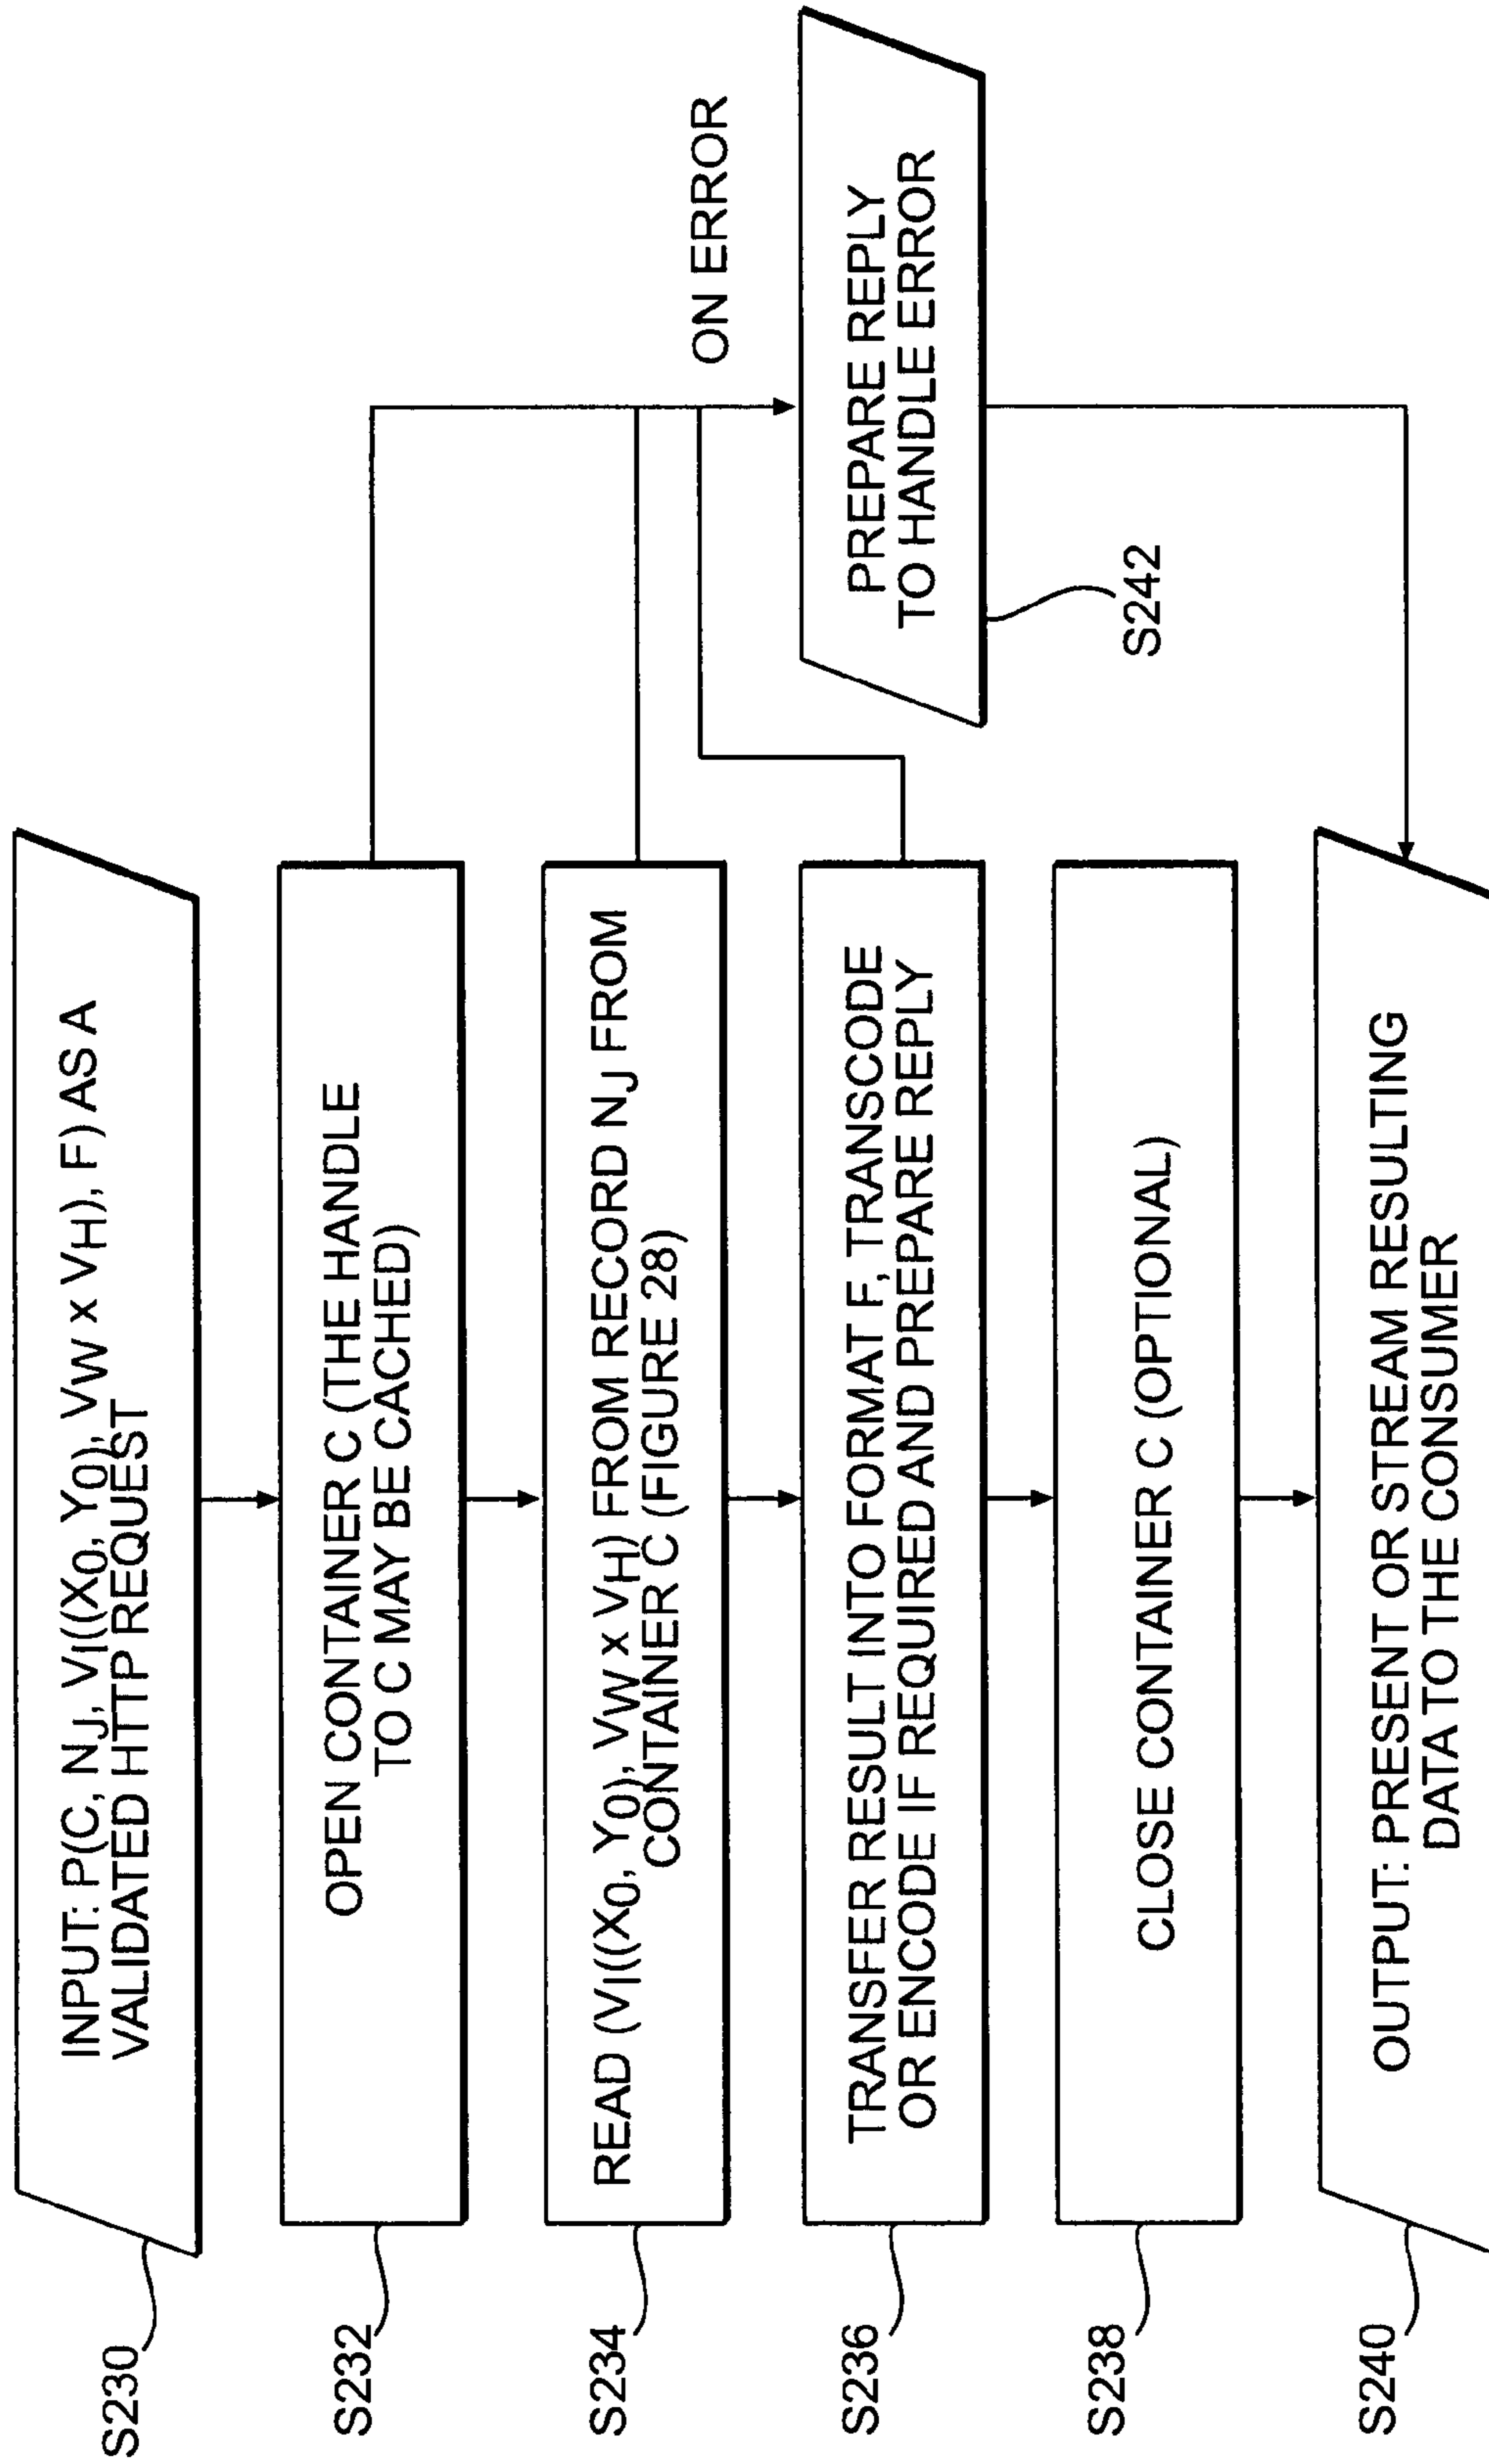 S230
INPUT: P(C, NJ, VI((X0, Y0), VW x VH), F) AS A
VALIDATED HTTP REQUEST
S232
OPEN CONTAINER C (THE HANDLE
TO C MAY BE CACHED)
S234
READ (VI((X0, Y0), VW x VH) FROM RECORD NJ FROM
CONTAINER C (FIGURE 28)
S236
TRANSFER RESULT INTO FORMAT F, TRANSCODE
OR ENCODE IF REQUIRED AND PREPARE REPLY
S238
CLOSE CONTAINER C (OPTIONAL)
S240
OUTPUT: PRESENT OR STREAM RESULTING
DATA TO THE CONSUMER
ON ERROR
PREPARE REPLY
TO HANDLE ERROR
S242